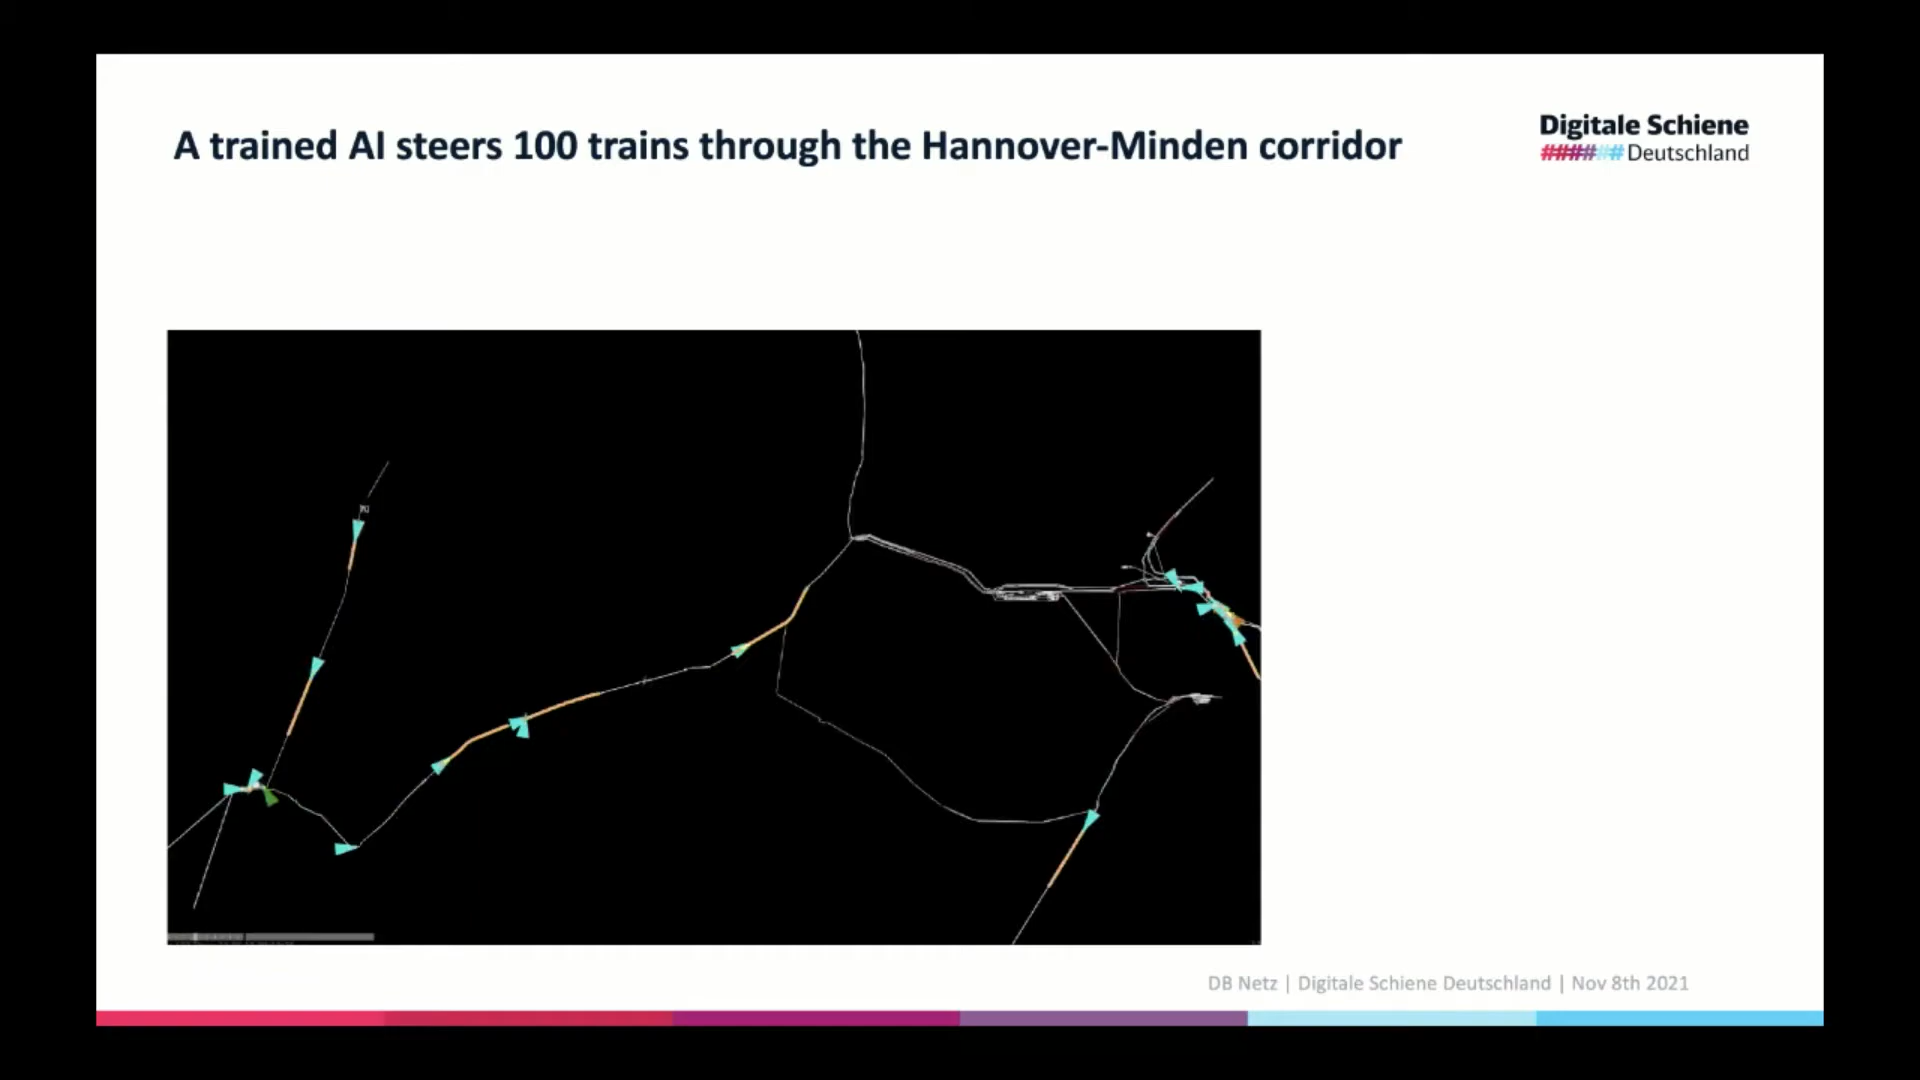 A trained AI steers 100 trains through the Hannover-Minden corridor
Digitale Schiene
###### Deutschland
DB Netz | Digitale Schiene Deutschland | Nov 8th 2021